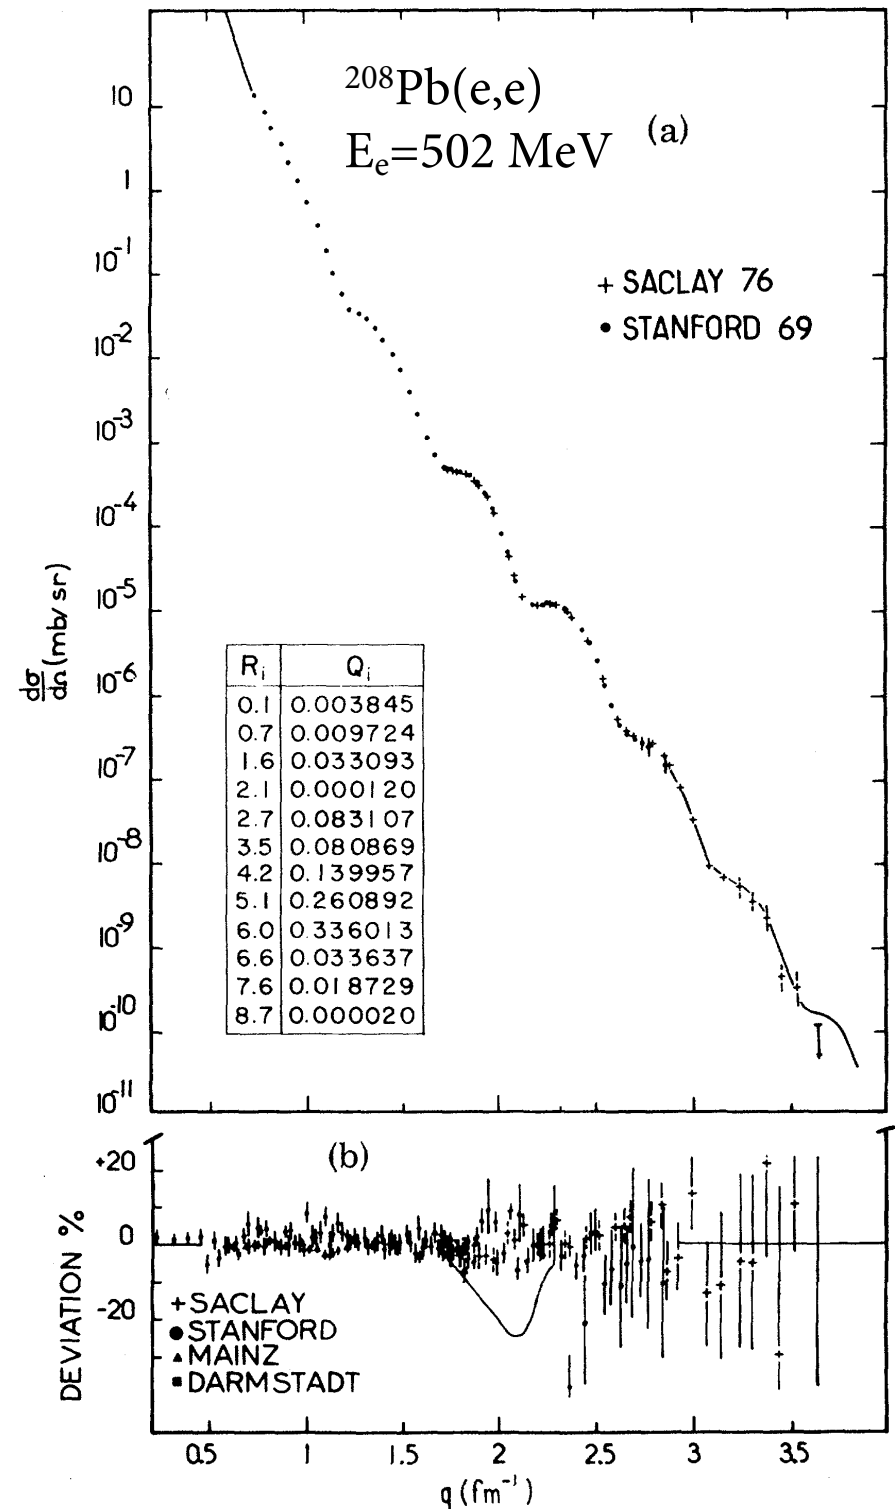 ²⁰⁸Pb(e,e)
(a)
Eₑ=502 MeV
10
1
10⁻¹
10⁻²
10⁻³
10⁻⁴
10⁻⁵
10⁻⁶
10⁻⁷
10⁻⁸
10⁻⁹
10⁻¹⁰
10⁻¹¹
dσ/dΩ (mb/sr)
+ SACLAY 76
• STANFORD 69
Rᵢ Qᵢ
0.1 0.003845
0.7 0.009724
1.6 0.033093
2.1 0.000120
2.7 0.083107
3.5 0.080869
4.2 0.139957
5.1 0.260892
6.0 0.336013
6.6 0.033637
7.6 0.018729
8.7 0.000020
(b)
+20
0
-20
DEVIATION %
+ SACLAY
● STANFORD
▲ MAINZ
■ DARMSTADT
0.5 1 1.5 2 2.5 3 3.5
q (fm⁻¹)